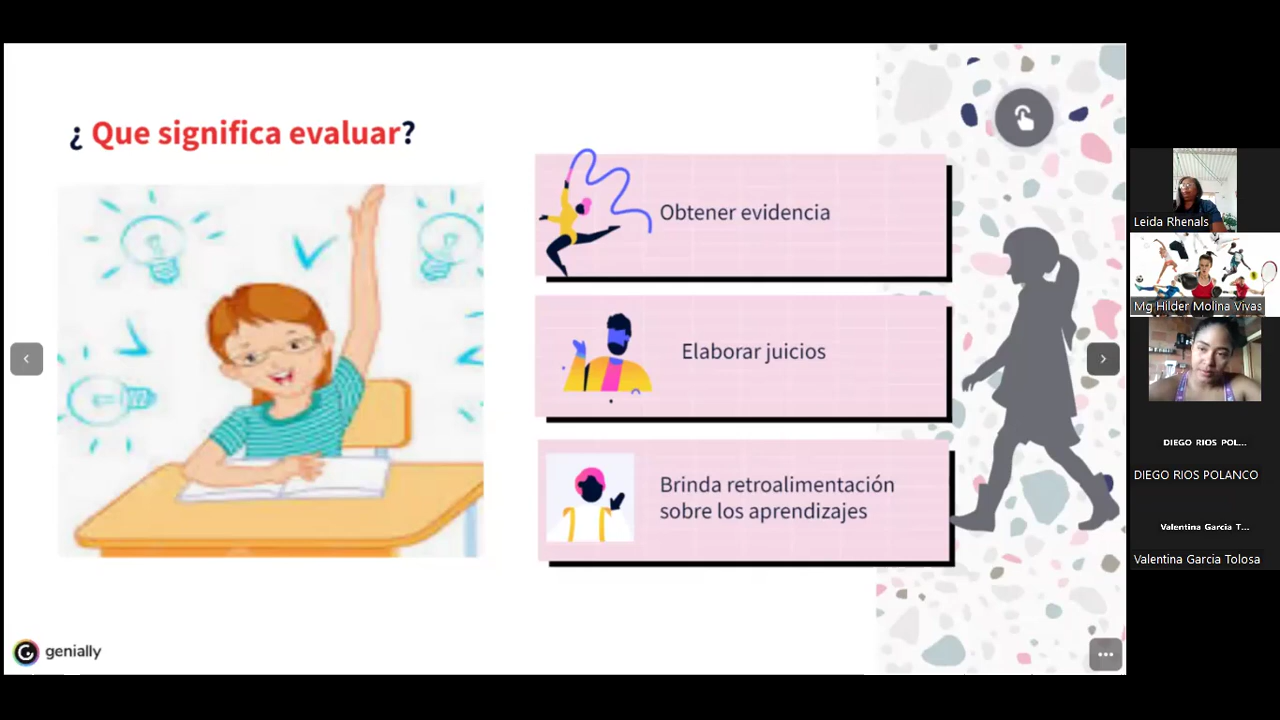 ¿ Que significa evaluar?
Obtener evidencia
Elaborar juicios
Brinda retroalimentación
sobre los aprendizajes
genially
Leida Rhenals
Mg Hilder Molina Vivas
DIEGO RIOS POL...
DIEGO RIOS POLANCO
Valentina Garcia T...
Valentina Garcia Tolosa